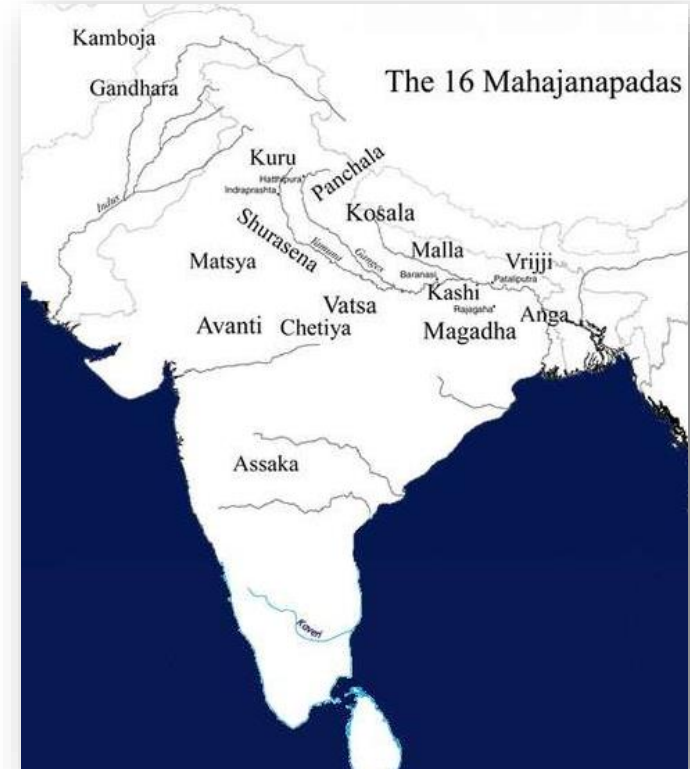 Kamboja
The 16 Mahajanapadas
Gandhara
Kuru
Panchala
Hatthipura
Indraprashta
Indus
Kosala
Shurasena
Yamuna
Ganges
Malla
Vrijji
Matsya
Baranasi
Pataliputra
Kashi
Vatsa
Rajagaha
Anga
Avanti
Chetiya
Magadha
Assaka
Kaveri